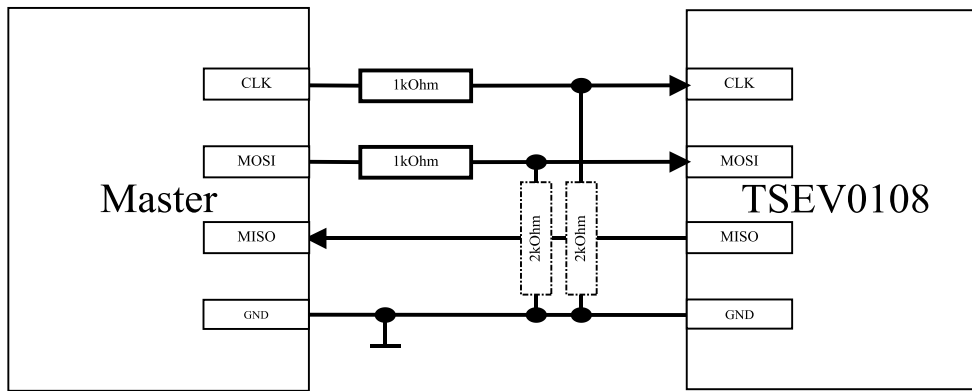 CLK
1kOhm
CLK
MOSI
1kOhm
MOSI
Master
TSEV0108
2kOhm
2kOhm
MISO
MISO
GND
GND